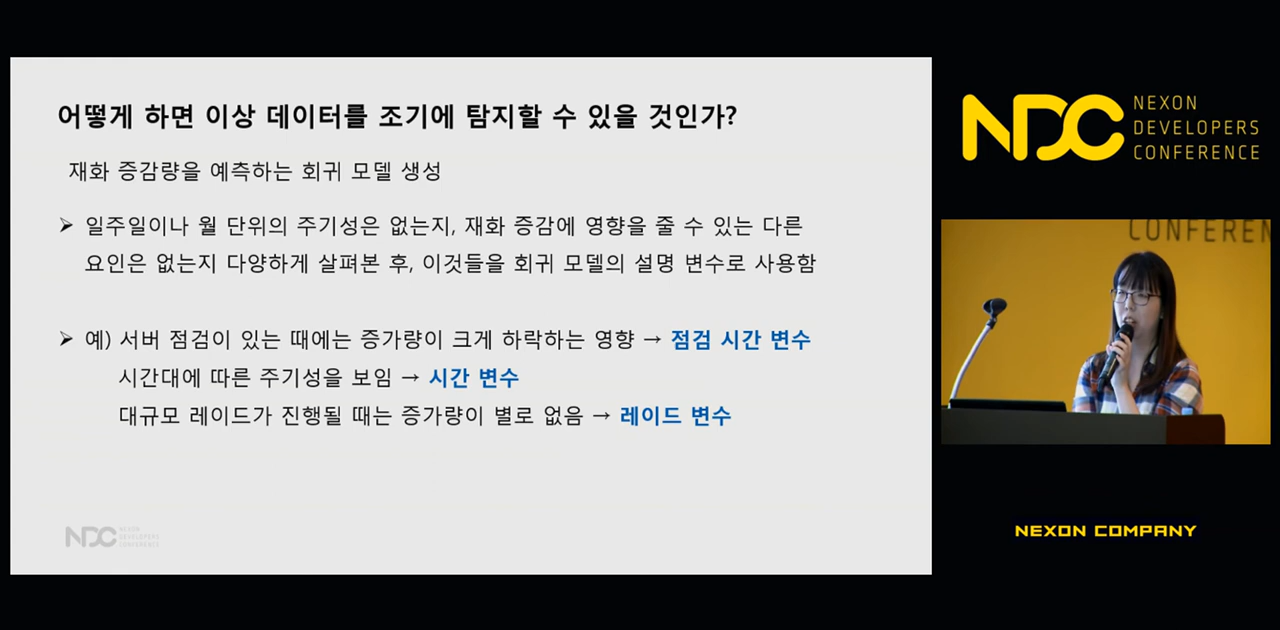 어떻게 하면 이상 데이터를 조기에 탐지할 수 있을 것인가?
재화 증감량을 예측하는 회귀 모델 생성
➤ 일주일이나 월 단위의 주기성은 없는지, 재화 증감에 영향을 줄 수 있는 다른
요인은 없는지 다양하게 살펴본 후, 이것들을 회귀 모델의 설명 변수로 사용함
➤ 예) 서버 점검이 있는 때에는 증가량이 크게 하락하는 영향 → 점검 시간 변수
시간대에 따른 주기성을 보임 → 시간 변수
대규모 레이드가 진행될 때는 증가량이 별로 없음 → 레이드 변수
NDC NEXON
DEVELOPERS
CONFERENCE
NDC NEXON
DEVELOPERS
CONFERENCE
CONFEREN
NEXON COMPANY